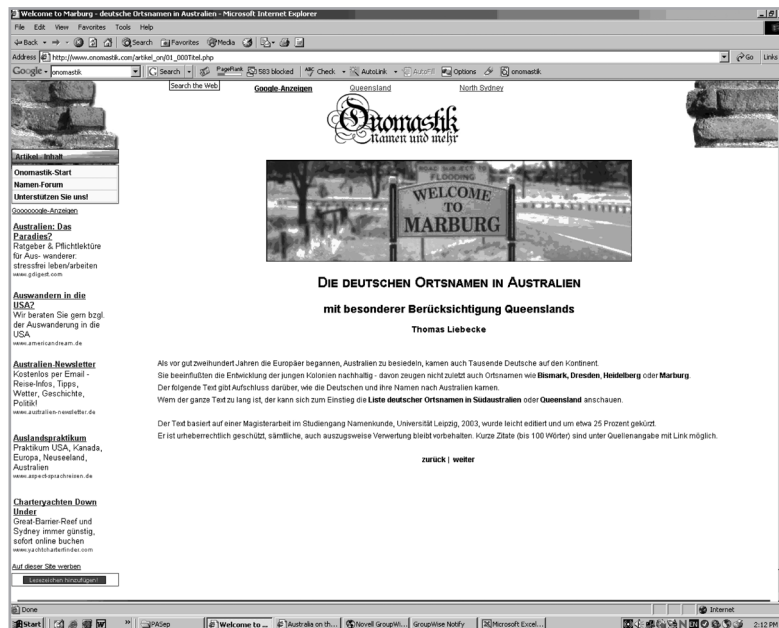 Welcome to Marburg - deutsche Ortsnamen in Australien - Microsoft Internet Explorer
File Edit View Favorites Tools Help
Back Search Favorites Media
Address http://www.onomastik.com/artikel_on/01_000Titel.php Go Links
Google onomastik Search PageRank 583 blocked Check AutoLink AutoFill Options onomastik
Search the Web
Google-Anzeigen Queensland North Sydney
Onomastik
Namen und mehr
Artikel - Inhalt
Onomastik-Start
Namen-Forum
Unterstützen Sie uns!
Goooooogle-Anzeigen
Australien: Das
Paradies?
Ratgeber & Pflichtlektüre
für Aus- wanderer:
stressfrei leben/arbeiten
www.gdigest.com
Auswandern in die
USA?
Wir beraten Sie gern bzgl.
der Auswanderung in die
USA
www.americandream.de
Australien-Newsletter
Kostenlos per Email -
Reise-Infos, Tipps,
Wetter, Geschichte,
Politik!
www.australien-newsletter.de
Auslandspraktikum
Praktikum USA, Kanada,
Europa, Neuseeland,
Australien
www.aspectsprachreisen.de
Charteryachten Down
Under
Great-Barrier-Reef und
Sydney immer günstig,
sofort online buchen
www.yachtcharterfinder.com
Auf dieser Site werben
Lesezeichen hinzufügen!
ROAD SUBJECT TO
FLOODING
WELCOME
TO
MARBURG
DIE DEUTSCHEN ORTSNAMEN IN AUSTRALIEN
mit besonderer Berücksichtigung Queenslands
Thomas Liebecke
Als vor gut zweihundert Jahren die Europäer begannen, Australien zu besiedeln, kamen auch Tausende Deutsche auf den Kontinent.
Sie beeinflußten die Entwicklung der jungen Kolonien nachhaltig - davon zeugen nicht zuletzt auch Ortsnamen wie Bismark, Dresden, Heidelberg oder Marburg.
Der folgende Text gibt Aufschluss darüber, wie die Deutschen und ihre Namen nach Australien kamen.
Wem der ganze Text zu lang ist, der kann sich zum Einstieg die Liste deutscher Ortsnamen in Südaustralien oder Queensland anschauen.
Der Text basiert auf einer Magisterarbeit im Studiengang Namenkunde, Universität Leipzig, 2003, wurde leicht editiert und um etwa 25 Prozent gekürzt.
Er ist urheberrechtlich geschützt, sämtliche, auch auszugsweise Verwertung bleibt vorbehalten. Kurze Zitate (bis 100 Wörter) sind unter Quellenangabe mit Link möglich.
zurück | weiter
Done Internet
Start PASep Welcome to ... Australia on th... Novell GroupWi... GroupWise Notify Microsoft Excel... EN 2:12 PM